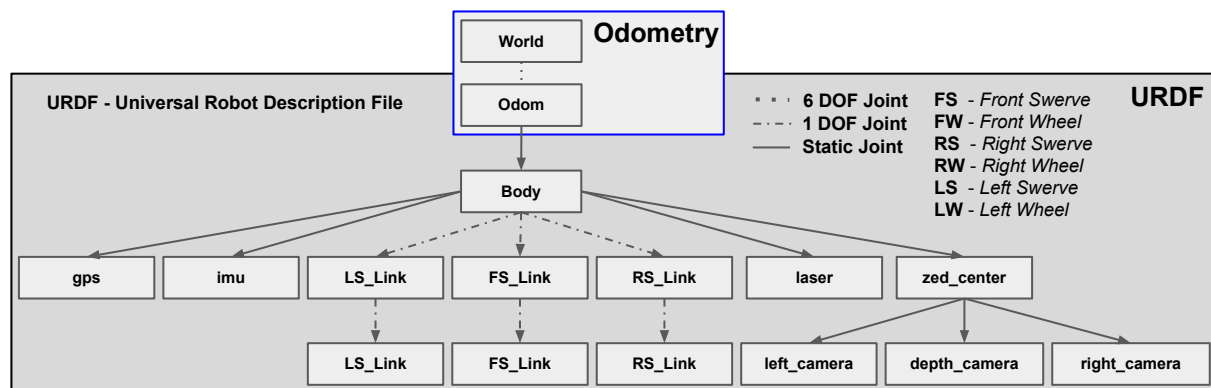 World
Odometry
Odom
URDF - Universal Robot Description File
URDF
6 DOF Joint
1 DOF Joint
Static Joint
FS - Front Swerve
FW - Front Wheel
RS - Right Swerve
RW - Right Wheel
LS - Left Swerve
LW - Left Wheel
Body
gps
imu
LS_Link
FS_Link
RS_Link
laser
zed_center
LS_Link
FS_Link
RS_Link
left_camera
depth_camera
right_camera